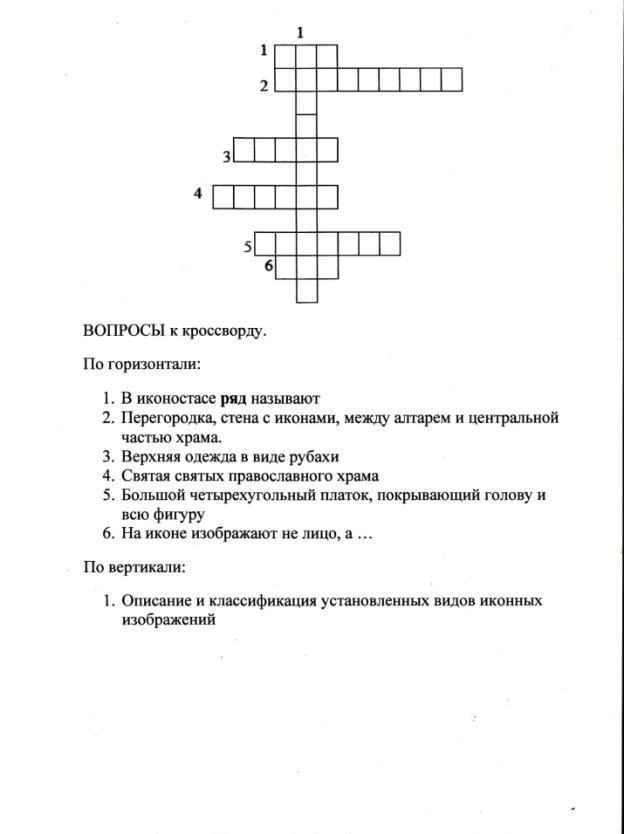 1
1
2
3
4
5
6
ВОПРОСЫ к кроссворду.
По горизонтали:
1. В иконостасе ряд называют
2. Перегородка, стена с иконами, между алтарем и центральной
частью храма.
3. Верхняя одежда в виде рубахи
4. Святая святых православного храма
5. Большой четырехугольный платок, покрывающий голову и
всю фигуру
6. На иконе изображают не лицо, а …
По вертикали:
1. Описание и классификация установленных видов иконных
изображений